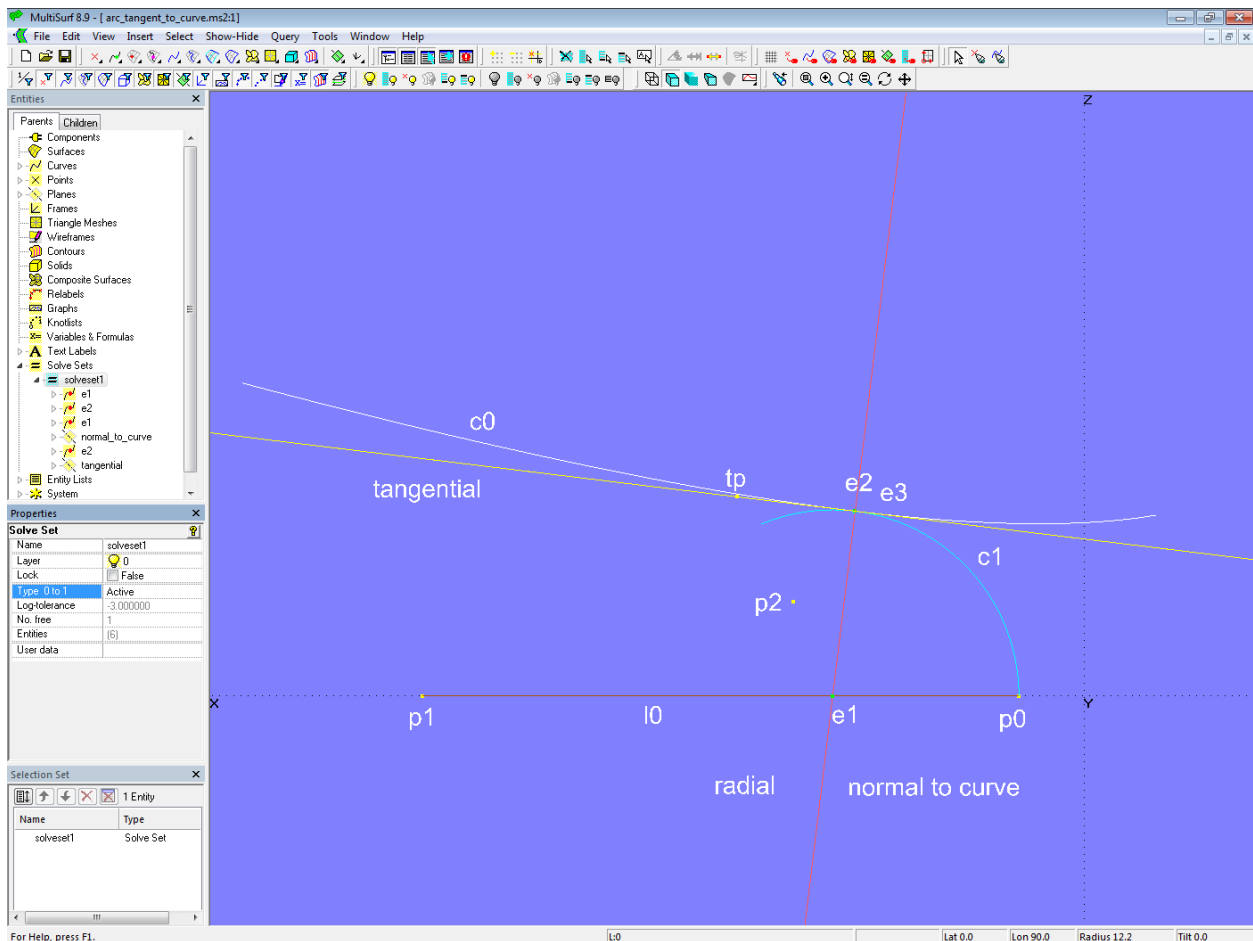 MultiSurf 8.9 - [ arc_tangent_to_curve.ms2:1]
File Edit View Insert Select Show-Hide Query Tools Window Help
Entities
Parents Children
Components
Surfaces
Curves
Points
Planes
Frames
Triangle Meshes
Wireframes
Contours
Solids
Composite Surfaces
Relabels
Graphs
Knotlists
Variables & Formulas
Text Labels
Solve Sets
solveset1
e1
e2
e1
normal_to_curve
e2
tangential
Entity Lists
System
Properties
Solve Set
Name solveset1
Layer 0
Lock False
Type 0 to 1 Active
Log-tolerance -3.000000
No. free 1
Entities (6)
User data
Selection Set
1 Entity
Name Type
solveset1 Solve Set
Z
c0
tangential
tp
e2
e3
c1
p2
X
Y
p1
l0
e1
p0
radial
normal to curve
For Help, press F1.
L:0
Lat 0.0
Lon 90.0
Radius 12.2
Tilt 0.0